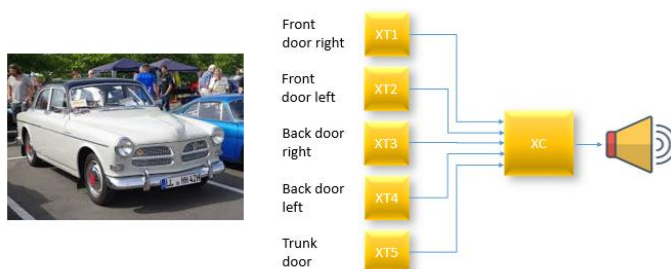 Front
door right
XT1
Front
door left
XT2
Back door
right
XT3
XC
Back door
left
XT4
Trunk
door
XT5